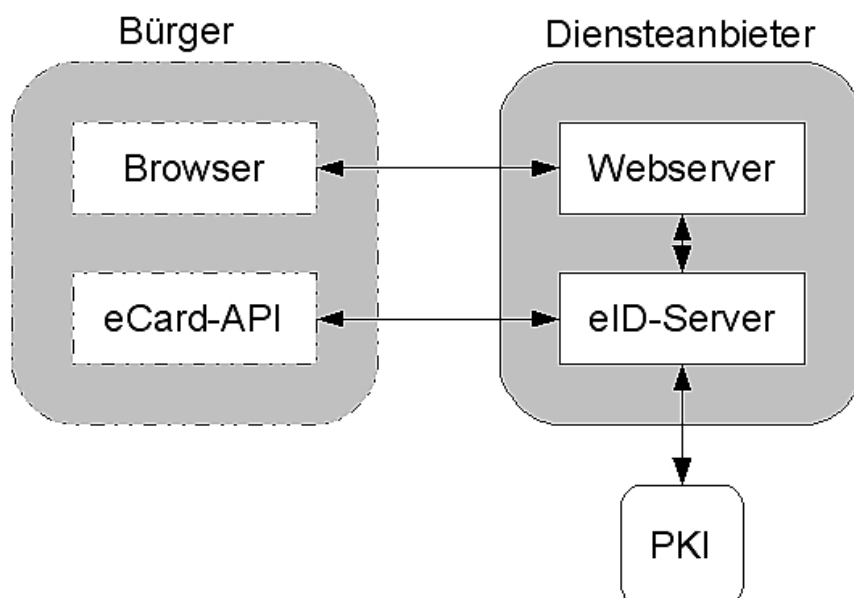 Bürger
Diensteanbieter
Browser
Webserver
eCard-API
eID-Server
PKI